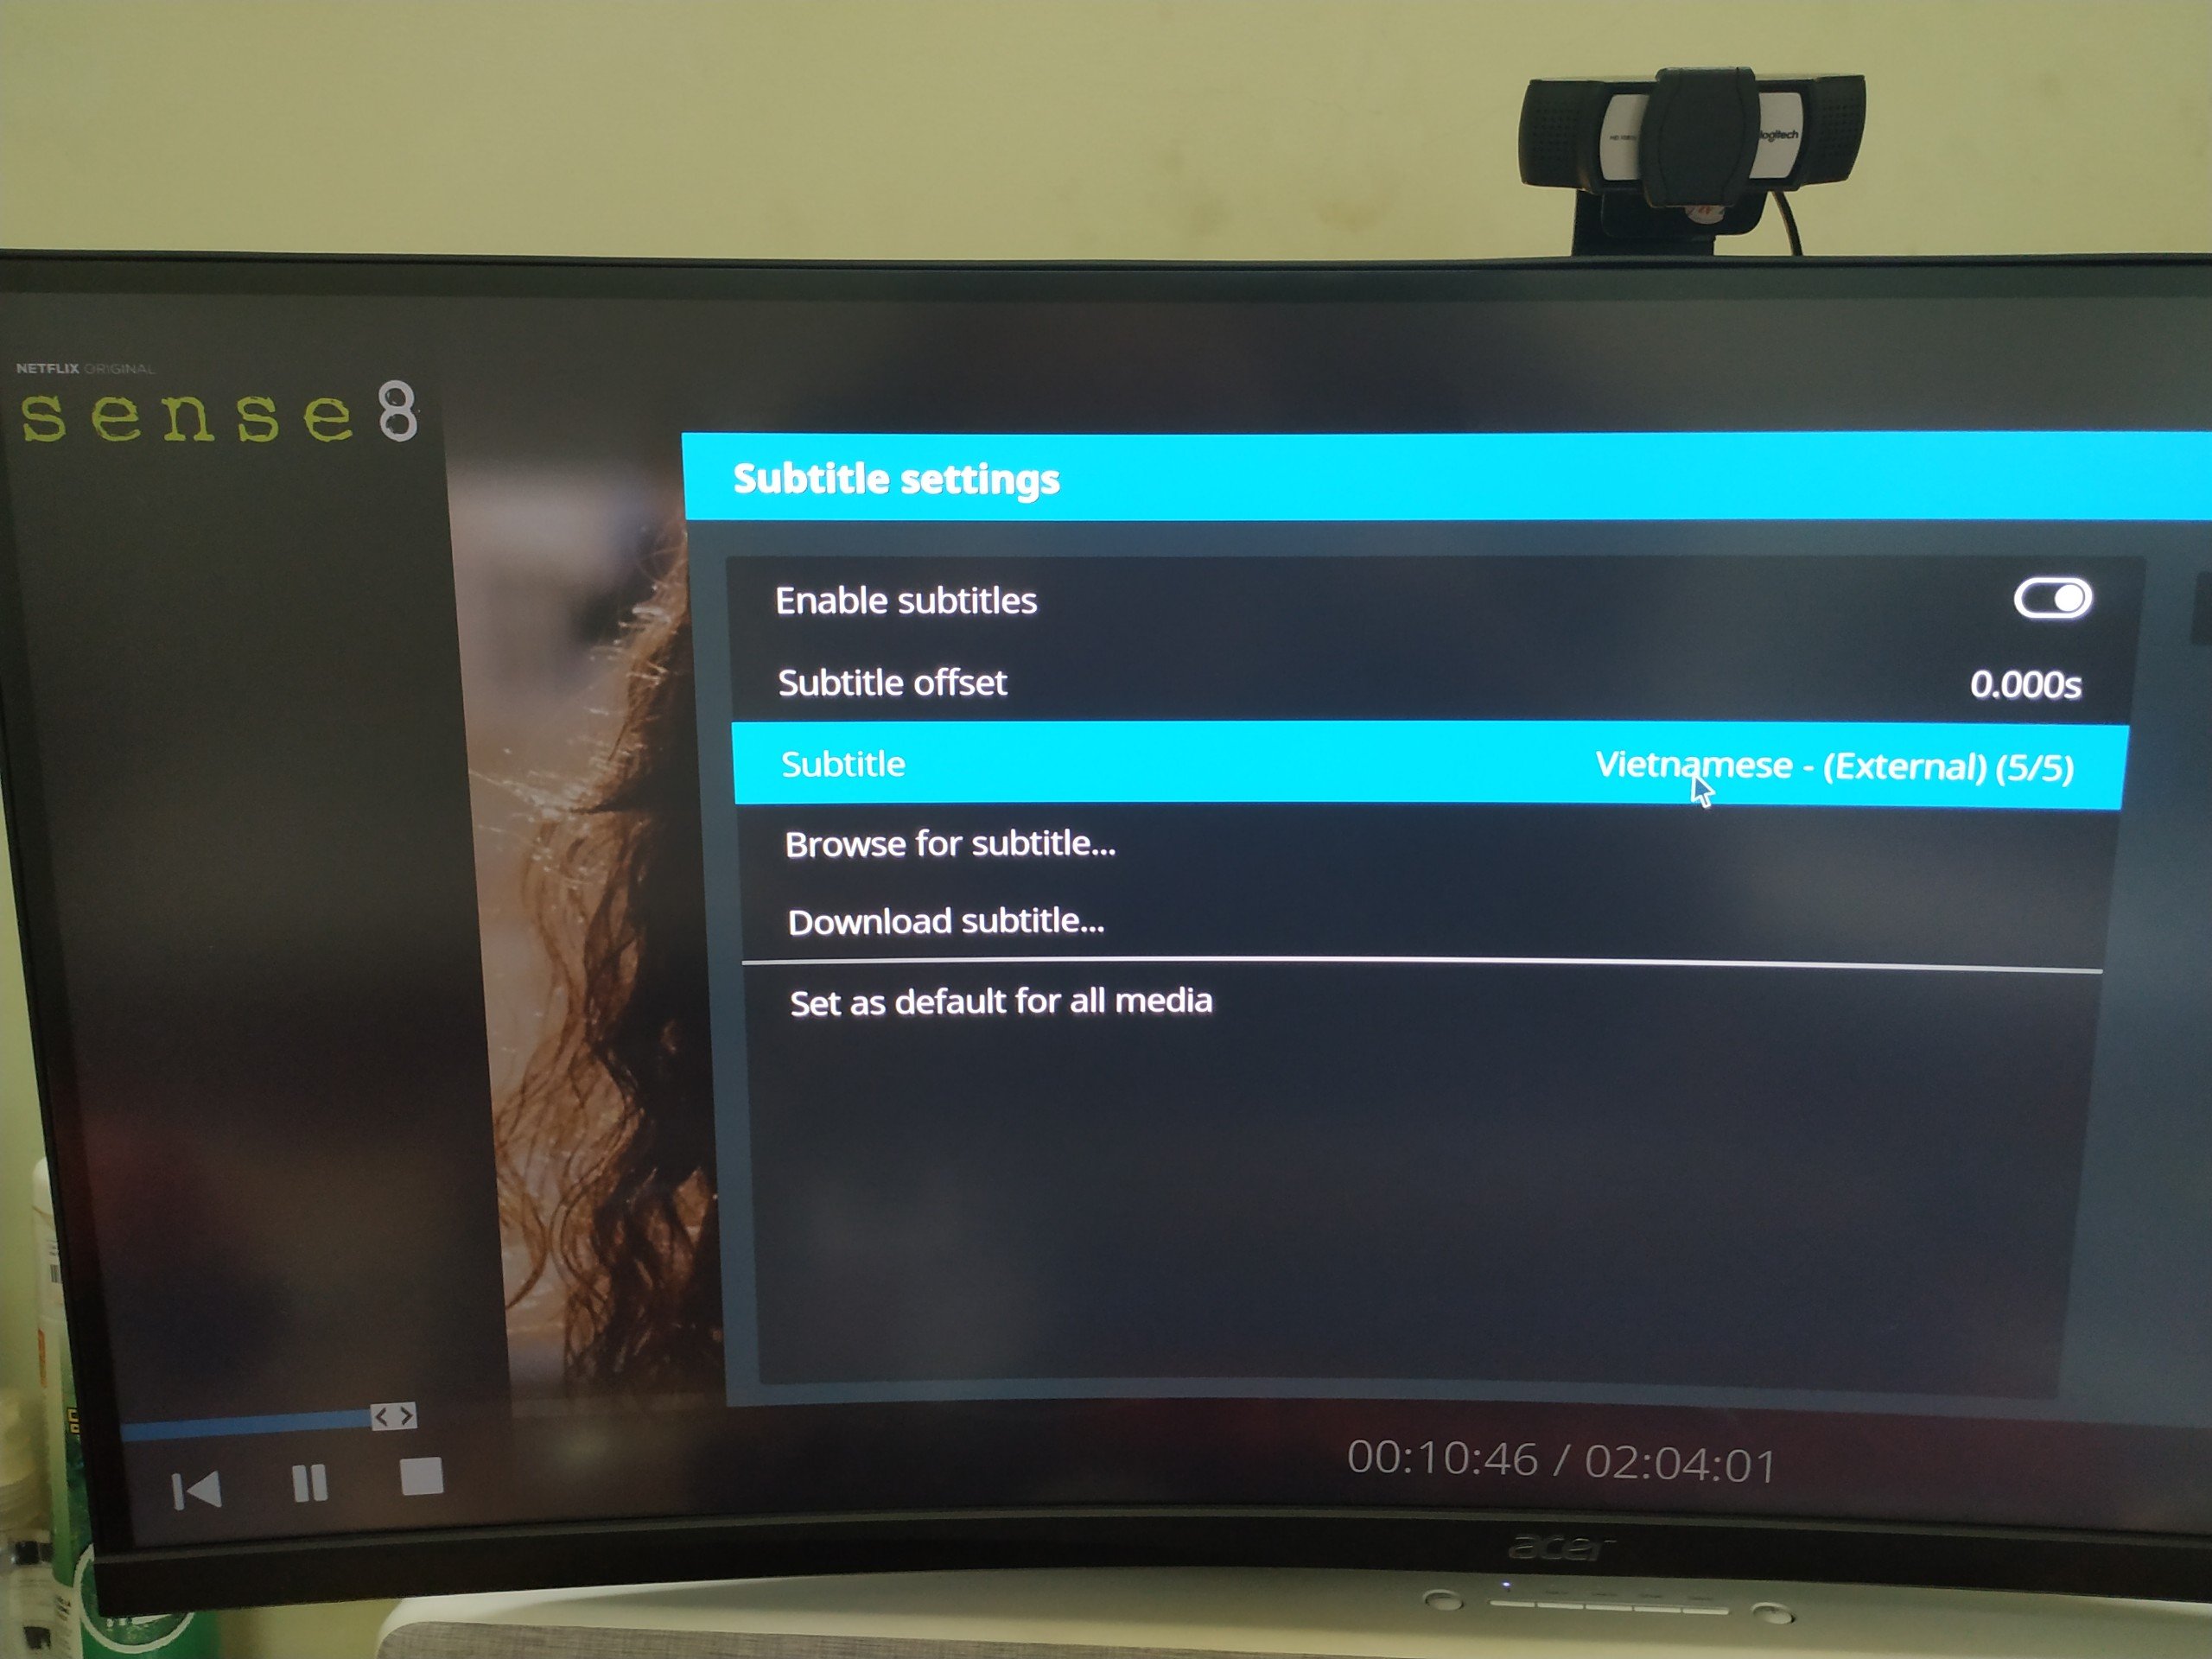 logitech
NETFLIX ORIGINAL
sense8
Subtitle settings
Enable subtitles
Subtitle offset 0.000s
Subtitle Vietnamese - (External) (5/5)
Browse for subtitle...
Download subtitle...
Set as default for all media
00:10:46 / 02:04:01
acer